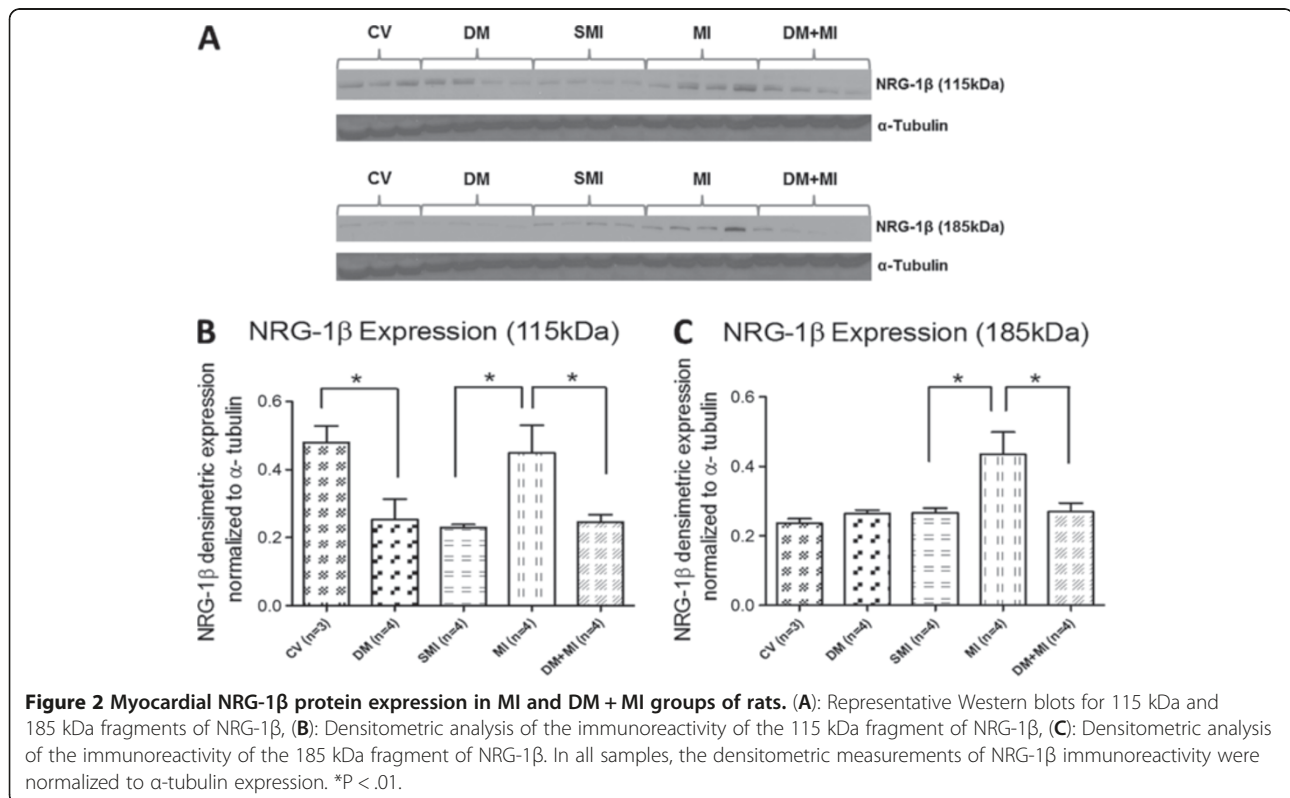 A
CV DM SMI MI DM+MI
NRG-1β (115kDa)
α-Tubulin
CV DM SMI MI DM+MI
NRG-1β (185kDa)
α-Tubulin
B NRG-1β Expression (115kDa)
NRG-1β densimetric expression
normalized to α- tubulin
0.6
0.4
0.2
0.0
* * *
CV (n=3) DM (n=4) SMI (n=4) MI (n=4) DM+MI (n=4)
C NRG-1β Expression (185kDa)
NRG-1β densimetric expression
normalized to α- tubulin
0.6
0.4
0.2
0.0
* *
CV (n=3) DM (n=4) SMI (n=4) MI (n=4) DM+MI (n=4)
Figure 2 Myocardial NRG-1β protein expression in MI and DM + MI groups of rats. (A): Representative Western blots for 115 kDa and
185 kDa fragments of NRG-1β, (B): Densitometric analysis of the immunoreactivity of the 115 kDa fragment of NRG-1β, (C): Densitometric analysis
of the immunoreactivity of the 185 kDa fragment of NRG-1β. In all samples, the densitometric measurements of NRG-1β immunoreactivity were
normalized to α-tubulin expression. *P < .01.